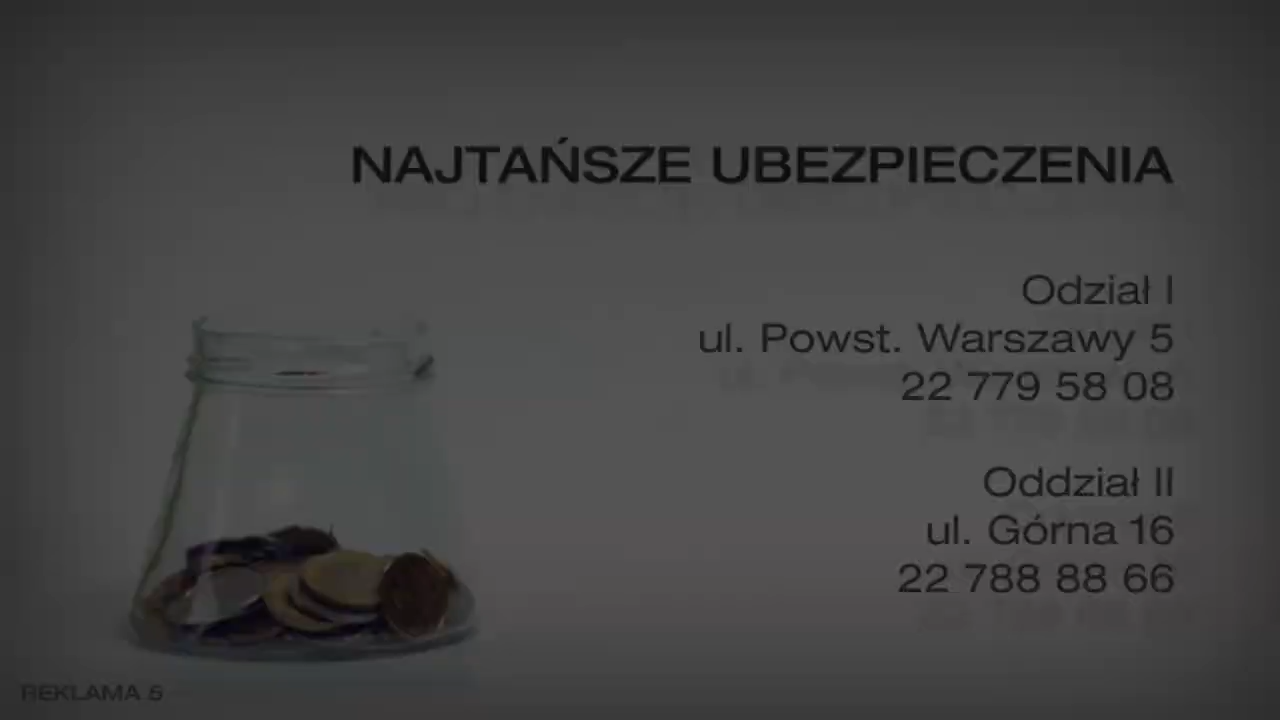 NAJTAŃSZE UBEZPIECZENIA
Odział I
ul. Powst. Warszawy 5
22 779 58 08
Oddział II
ul. Górna 16
22 788 88 66
REKLAMA 5